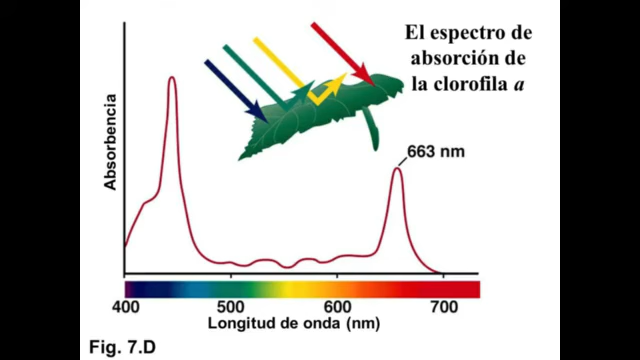 El espectro de
absorción de
la clorofila a
Absorbencia
663 nm
400 500 600 700
Longitud de onda (nm)
Fig. 7.D